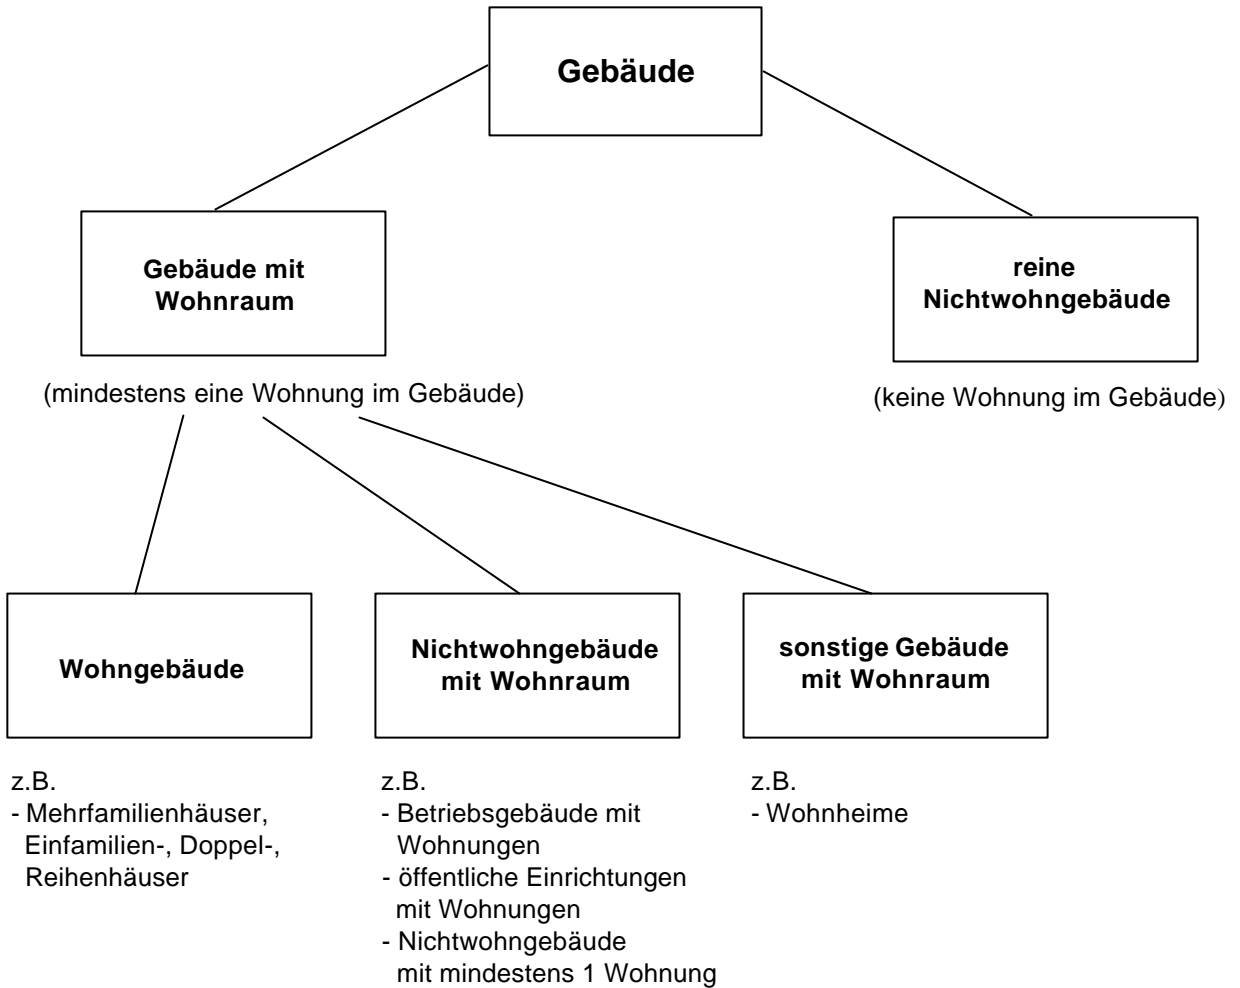 Gebäude
Gebäude mit
Wohnraum
(mindestens eine Wohnung im Gebäude)
reine
Nichtwohngebäude
(keine Wohnung im Gebäude)
Wohngebäude
z.B.
- Mehrfamilienhäuser,
Einfamilien-, Doppel-,
Reihenhäuser
Nichtwohngebäude
mit Wohnraum
z.B.
- Betriebsgebäude mit
Wohnungen
- öffentliche Einrichtungen
mit Wohnungen
- Nichtwohngebäude
mit mindestens 1 Wohnung
sonstige Gebäude
mit Wohnraum
z.B.
- Wohnheime